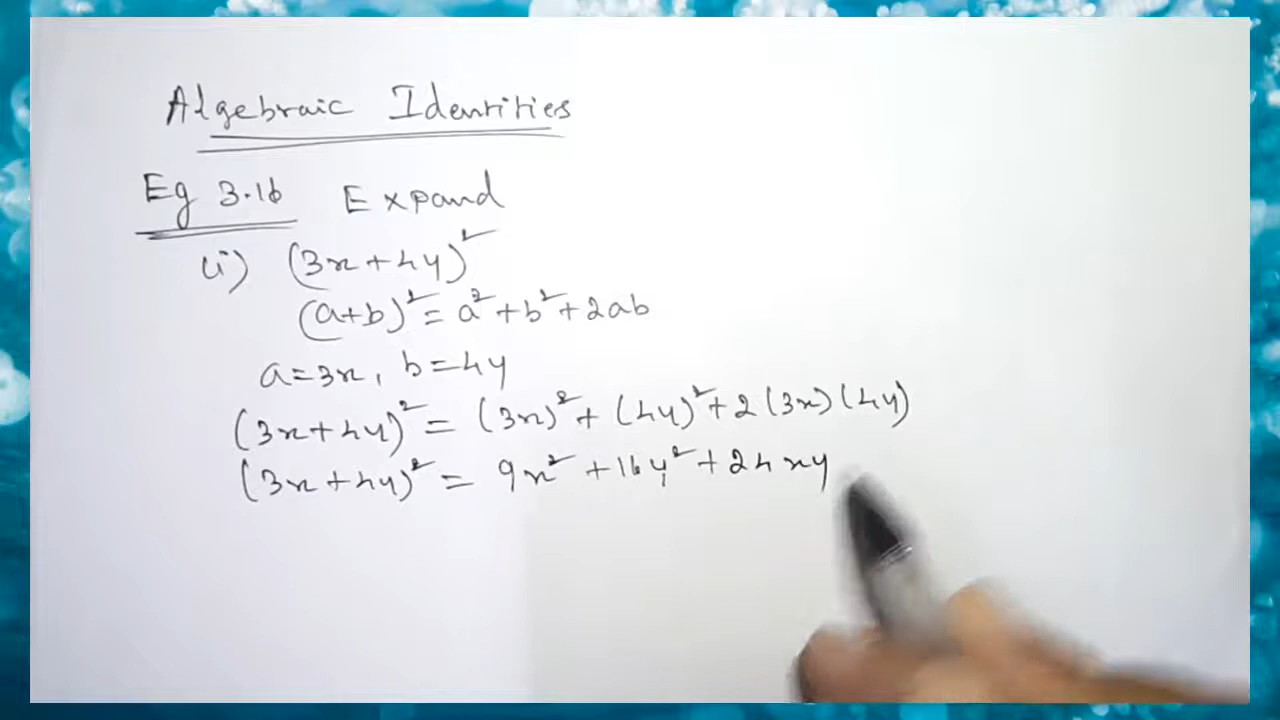 Algebraic Identities
Eg 3.16 Expand
(i) (3x+4y)²
(a+b)² = a²+b²+2ab
a=3x, b=4y
(3x+4y)² = (3x)²+(4y)²+2(3x)(4y)
(3x+4y)² = 9x²+16y²+24xy